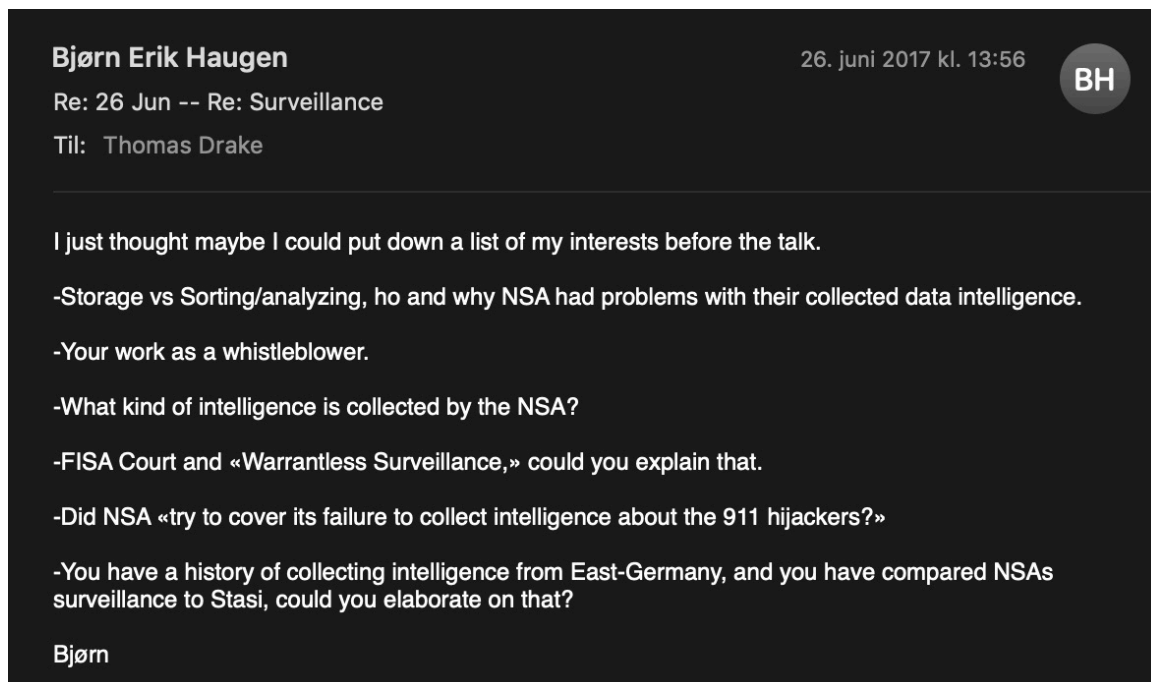 Bjørn Erik Haugen
26. juni 2017 kl. 13:56
BH
Re: 26 Jun -- Re: Surveillance
Til: Thomas Drake
I just thought maybe I could put down a list of my interests before the talk.
-Storage vs Sorting/analyzing, ho and why NSA had problems with their collected data intelligence.
-Your work as a whistleblower.
-What kind of intelligence is collected by the NSA?
-FISA Court and «Warrantless Surveillance,» could you explain that.
-Did NSA «try to cover its failure to collect intelligence about the 911 hijackers?»
-You have a history of collecting intelligence from East-Germany, and you have compared NSAs
surveillance to Stasi, could you elaborate on that?
Bjørn